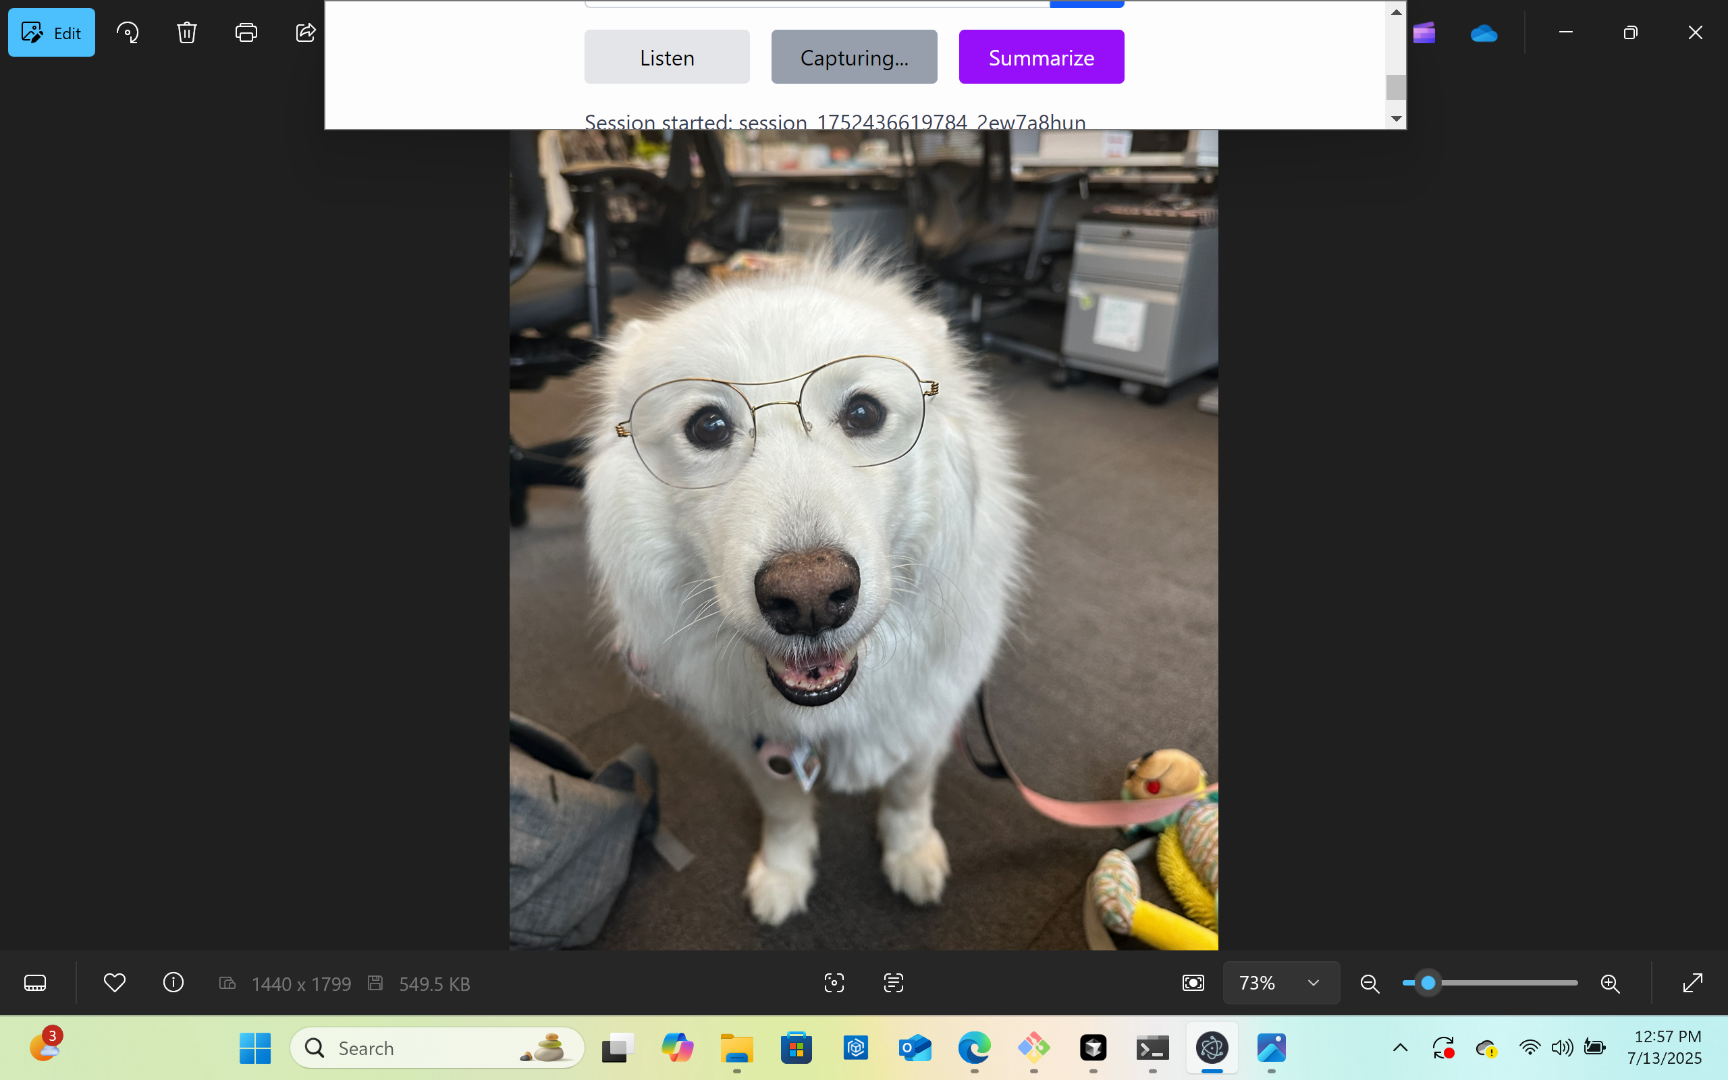 Edit
Listen
Capturing...
Summarize
Session started: session_1752436619784_2ew7a8hun
1440 x 1799
549.5 KB
73%
3
Search
12:57 PM
7/13/2025